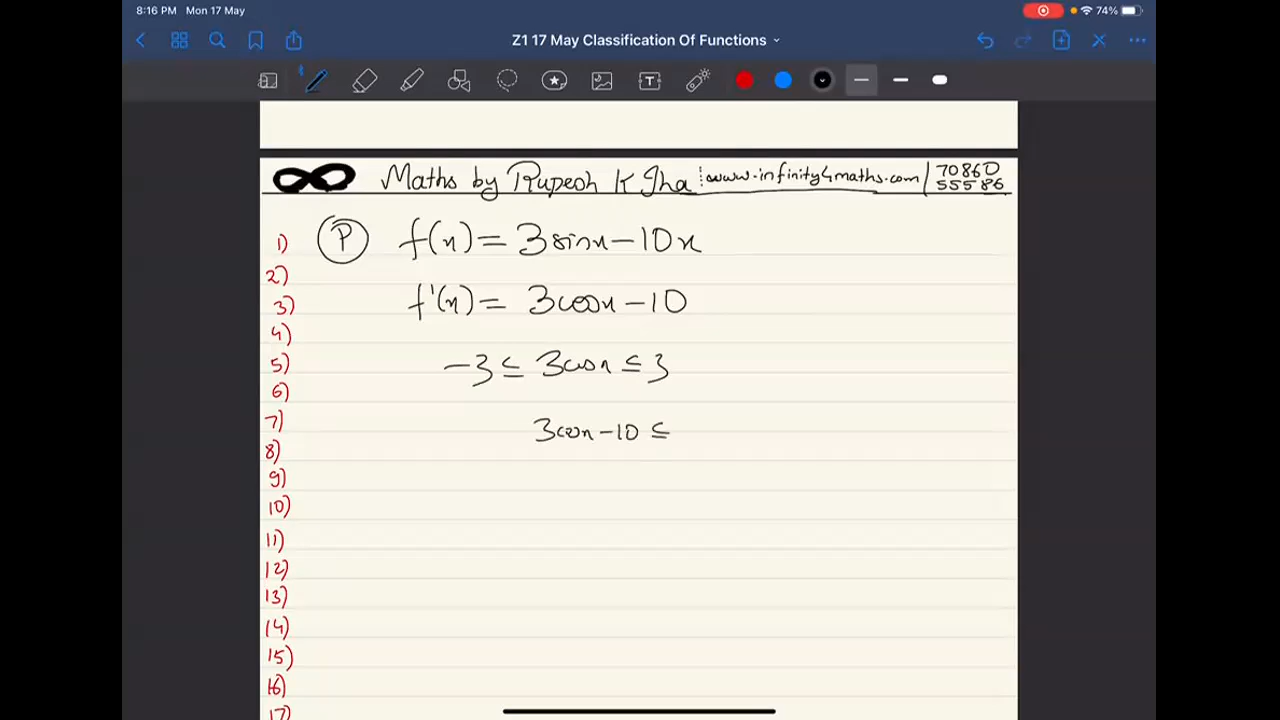 8:16 PM Mon 17 May
74%
Z1 17 May Classification Of Functions
Maths by Rupesh K Jha
www.infinity4maths.com
70860
55586
1) P f(x) = 3sinx - 10x
2)
3) f'(x) = 3cosx - 10
4)
5) -3 ≤ 3cosx ≤ 3
6)
7) 3cosx - 10 ≤
8)
9)
10)
11)
12)
13)
14)
15)
16)
17)